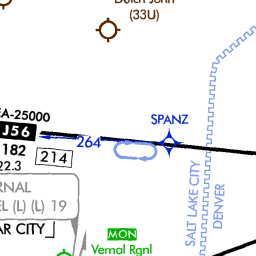 Dutch John
(33U)
EA-25000
SPANZ
J56
264
182
214
22.3
RNAL
EL (L) (L) 19
AR CITY
SALT LAKE CITY
DENVER
MON
Vernal Rgnl